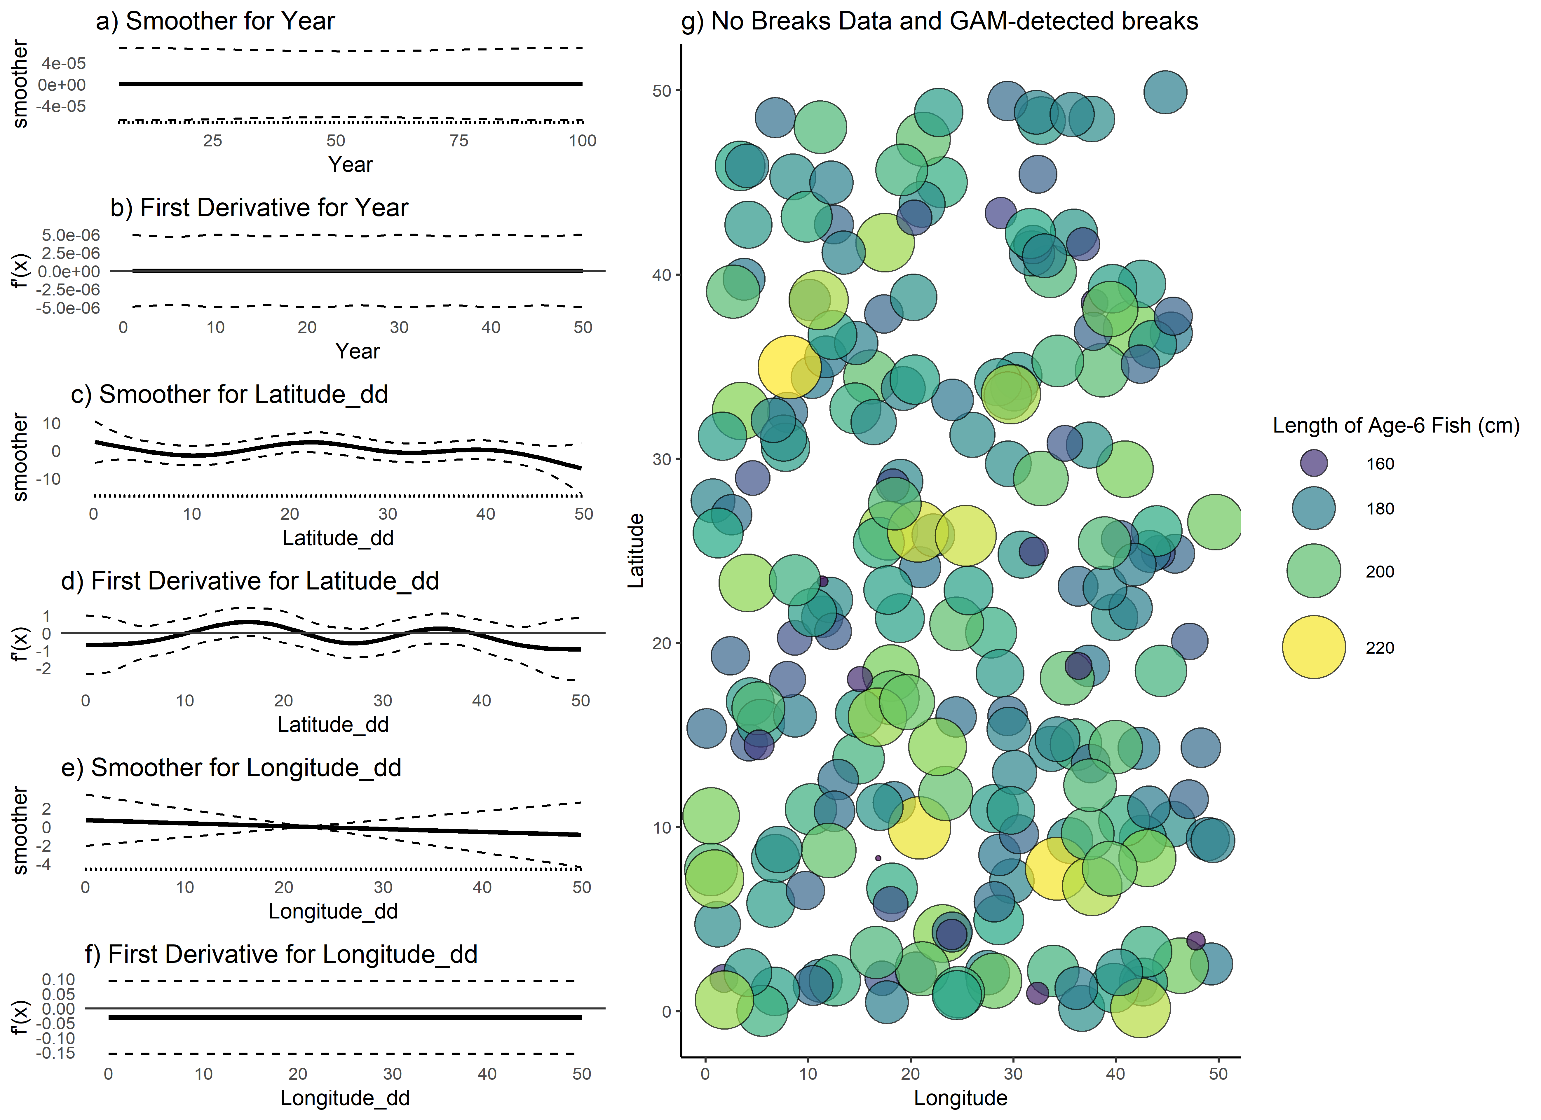 a) Smoother for Year
smoother
4e-05
0e+00
-4e-05
25 50 75 100
Year
b) First Derivative for Year
f'(x)
5.0e-06
2.5e-06
0.0e+00
-2.5e-06
-5.0e-06
0 10 20 30 40 50
Year
c) Smoother for Latitude_dd
smoother
10
0
-10
0 10 20 30 40 50
Latitude_dd
d) First Derivative for Latitude_dd
f'(x)
1
0
-1
-2
0 10 20 30 40 50
Latitude_dd
e) Smoother for Longitude_dd
smoother
2
0
-2
-4
0 10 20 30 40 50
Longitude_dd
f) First Derivative for Longitude_dd
f'(x)
0.10
0.05
0.00
-0.05
-0.10
-0.15
0 10 20 30 40 50
Longitude_dd
g) No Breaks Data and GAM-detected breaks
Latitude
50
40
30
20
10
0
0 10 20 30 40 50
Longitude
Length of Age-6 Fish (cm)
160
180
200
220